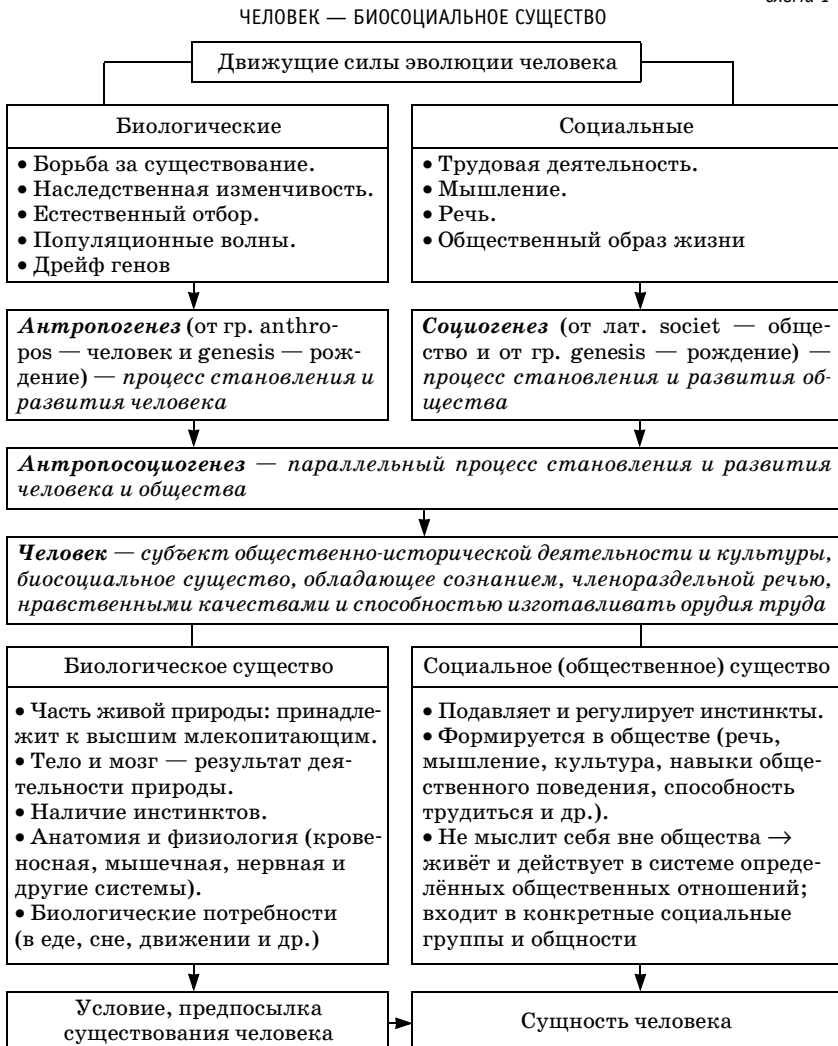 ЧЕЛОВЕК — БИОСОЦИАЛЬНОЕ СУЩЕСТВО
Движущие силы эволюции человека
Биологические
• Борьба за существование.
• Наследственная изменчивость.
• Естественный отбор.
• Популяционные волны.
• Дрейф генов
Социальные
• Трудовая деятельность.
• Мышление.
• Речь.
• Общественный образ жизни
Антропогенез (от гр. anthro-
pos — человек и genesis — рож-
дение) — процесс становления и
развития человека
Социогенез (от лат. societ — обще-
ство и от гр. genesis — рождение) —
процесс становления и развития об-
щества
Антропосоциогенез — параллельный процесс становления и развития
человека и общества
Человек — субъект общественно-исторической деятельности и культуры,
биосоциальное существо, обладающее сознанием, членораздельной речью,
нравственными качествами и способностью изготавливать орудия труда
Биологическое существо
• Часть живой природы: принадле-
жит к высшим млекопитающим.
• Тело и мозг — результат дея-
тельности природы.
• Наличие инстинктов.
• Анатомия и физиология (крове-
носная, мышечная, нервная и
другие системы).
• Биологические потребности
(в еде, сне, движении и др.)
Социальное (общественное) существо
• Подавляет и регулирует инстинкты.
• Формируется в обществе (речь,
мышление, культура, навыки обще-
ственного поведения, способность
трудиться и др.).
• Не мыслит себя вне общества →
живёт и действует в системе опреде-
лённых общественных отношений;
входит в конкретные социальные
группы и общности
Условие, предпосылка
существования человека
Сущность человека